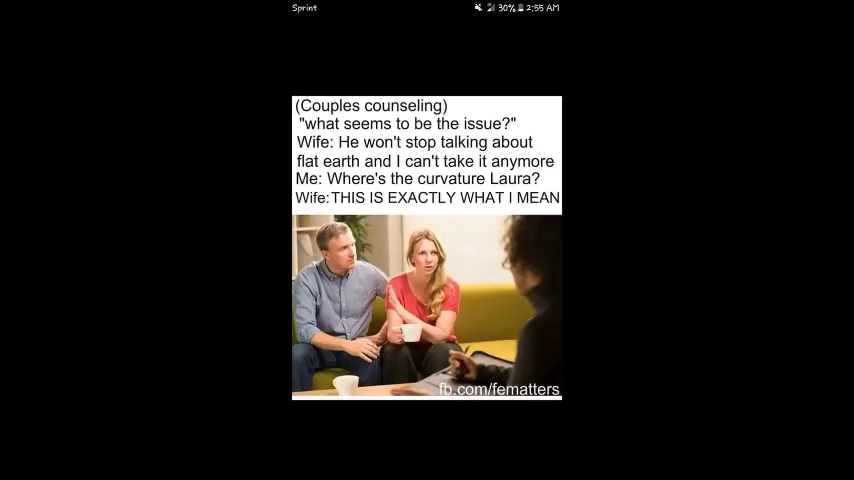 Sprint 30% 2:55 AM
(Couples counseling)
"what seems to be the issue?"
Wife: He won't stop talking about
flat earth and I can't take it anymore
Me: Where's the curvature Laura?
Wife:THIS IS EXACTLY WHAT I MEAN
fb.com/fematters